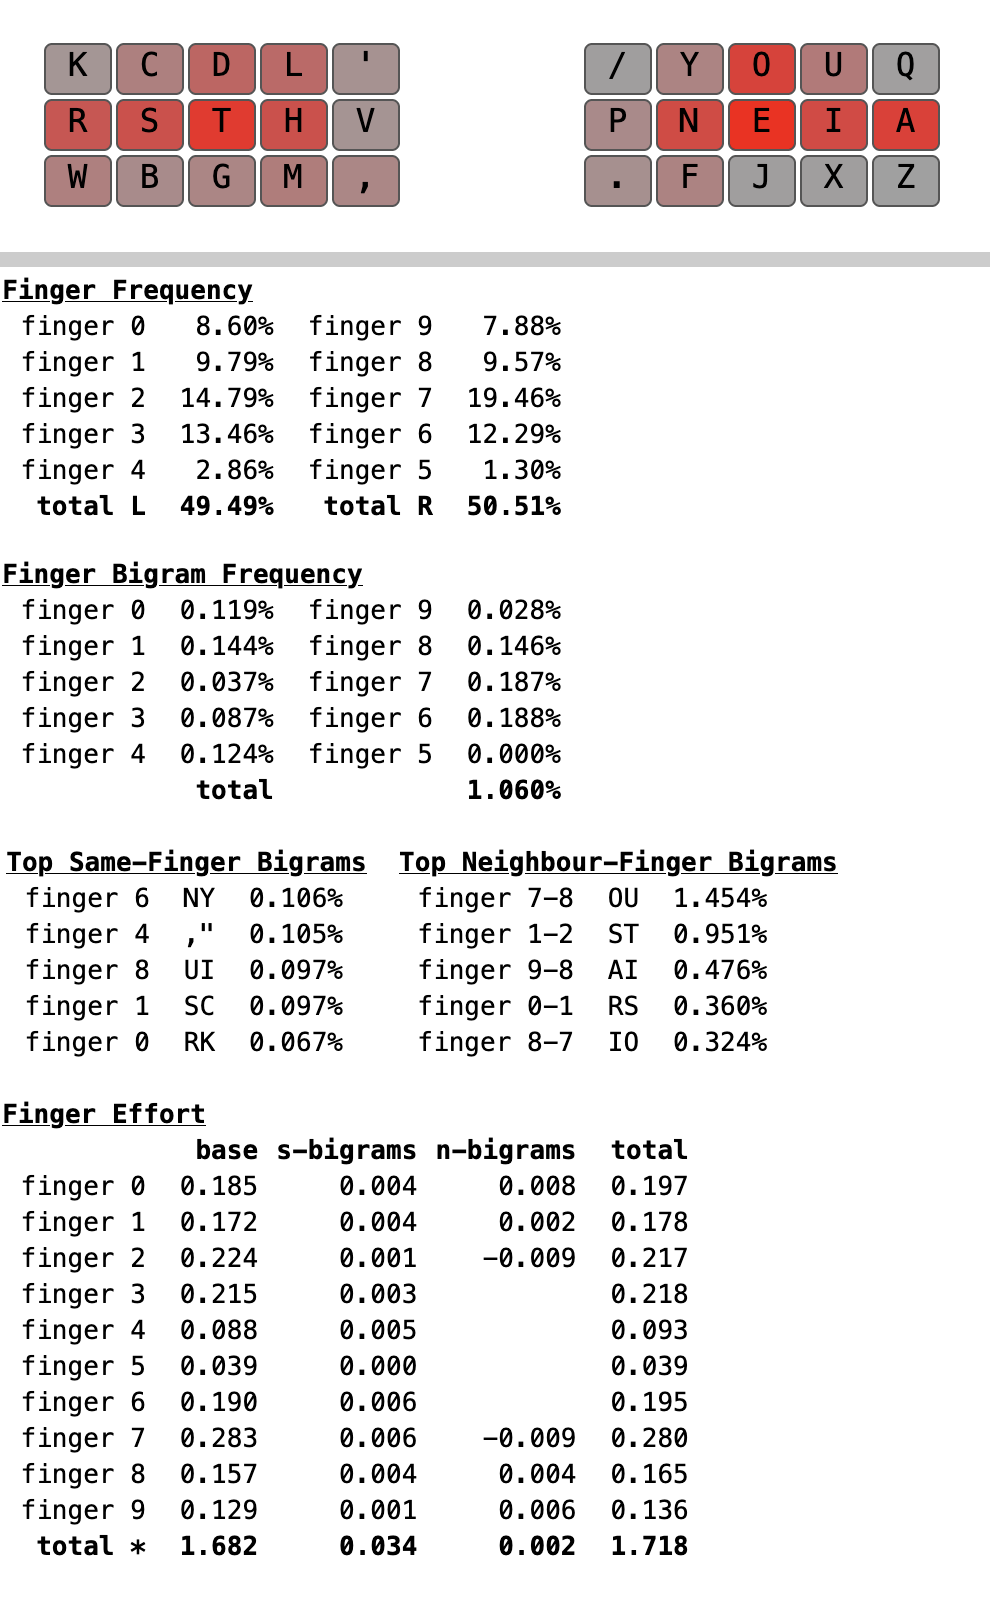 K C D L ' / Y O U Q
R S T H V P N E I A
W B G M , . F J X Z
Finger Frequency
finger 0 8.60% finger 9 7.88%
finger 1 9.79% finger 8 9.57%
finger 2 14.79% finger 7 19.46%
finger 3 13.46% finger 6 12.29%
finger 4 2.86% finger 5 1.30%
total L 49.49% total R 50.51%
Finger Bigram Frequency
finger 0 0.119% finger 9 0.028%
finger 1 0.144% finger 8 0.146%
finger 2 0.037% finger 7 0.187%
finger 3 0.087% finger 6 0.188%
finger 4 0.124% finger 5 0.000%
total 1.060%
Top Same-Finger Bigrams Top Neighbour-Finger Bigrams
finger 6 NY 0.106% finger 7-8 OU 1.454%
finger 4 ," 0.105% finger 1-2 ST 0.951%
finger 8 UI 0.097% finger 9-8 AI 0.476%
finger 1 SC 0.097% finger 0-1 RS 0.360%
finger 0 RK 0.067% finger 8-7 IO 0.324%
Finger Effort
base s-bigrams n-bigrams total
finger 0 0.185 0.004 0.008 0.197
finger 1 0.172 0.004 0.002 0.178
finger 2 0.224 0.001 -0.009 0.217
finger 3 0.215 0.003 0.218
finger 4 0.088 0.005 0.093
finger 5 0.039 0.000 0.039
finger 6 0.190 0.006 0.195
finger 7 0.283 0.006 -0.009 0.280
finger 8 0.157 0.004 0.004 0.165
finger 9 0.129 0.001 0.006 0.136
total * 1.682 0.034 0.002 1.718